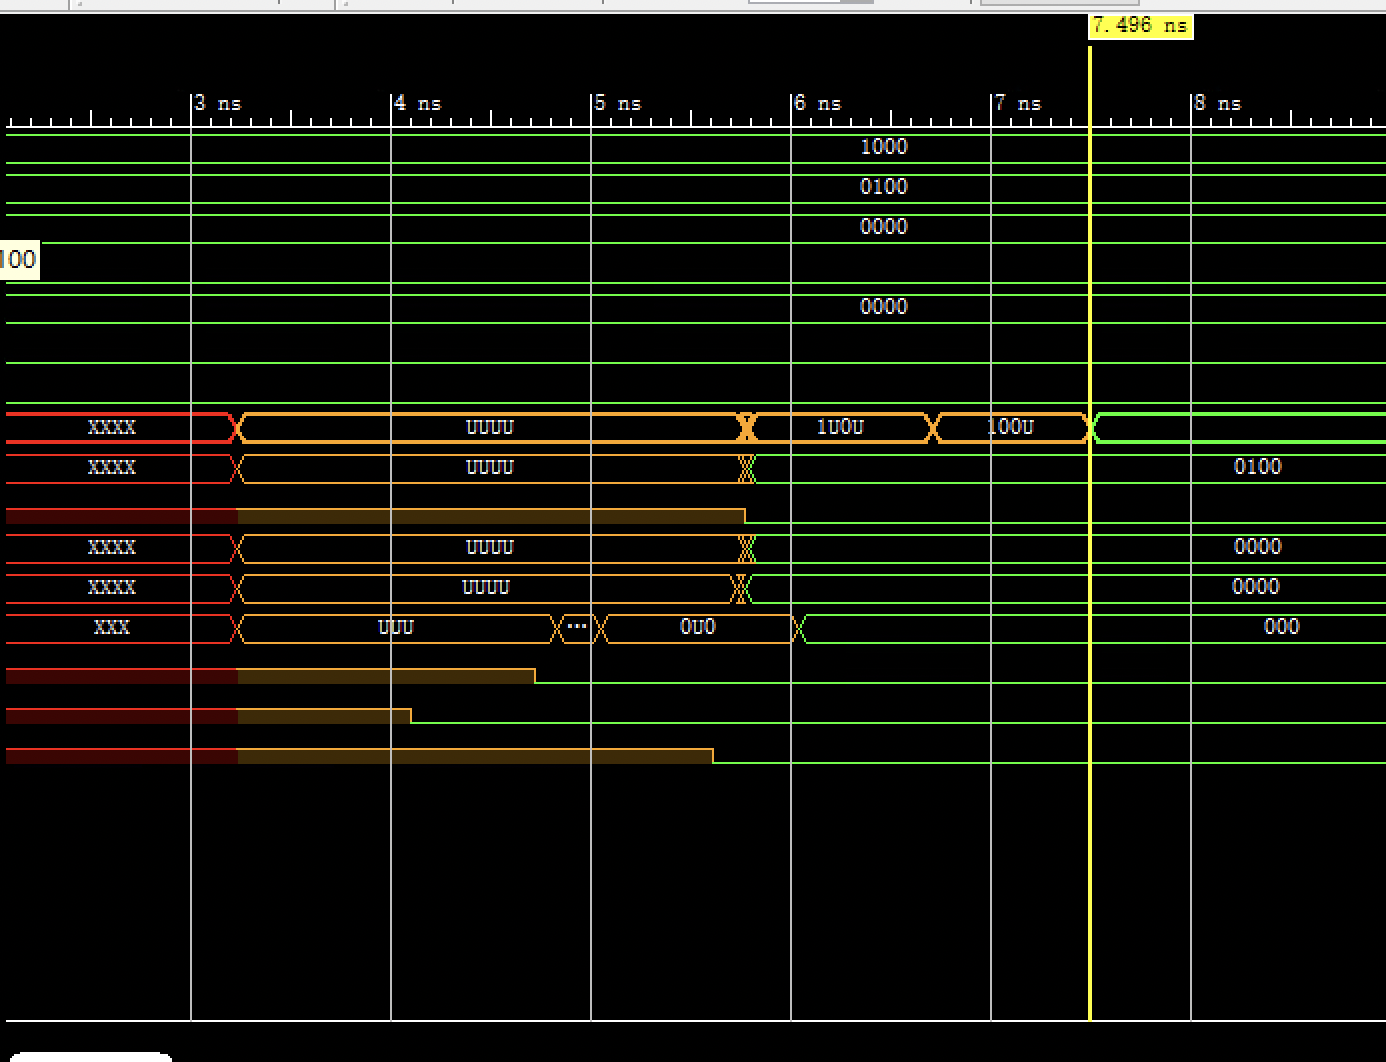 7.496 ns
3 ns 4 ns 5 ns 6 ns 7 ns 8 ns
1000
0100
0000
100
0000
XXXX UUUU 1U0U 100U
XXXX UUUU 0100
XXXX UUUU 0000
XXXX UUUU 0000
XXX UUU ... 0U0 000